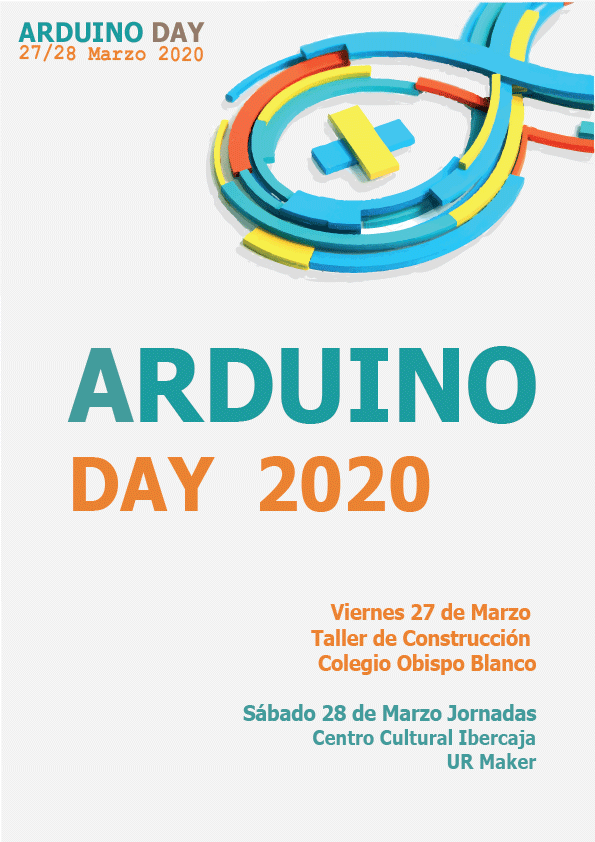 ARDUINO DAY
27/28 Marzo 2020
ARDUINO
DAY 2020
Viernes 27 de Marzo
Taller de Construcción
Colegio Obispo Blanco
Sábado 28 de Marzo Jornadas
Centro Cultural Ibercaja
UR Maker